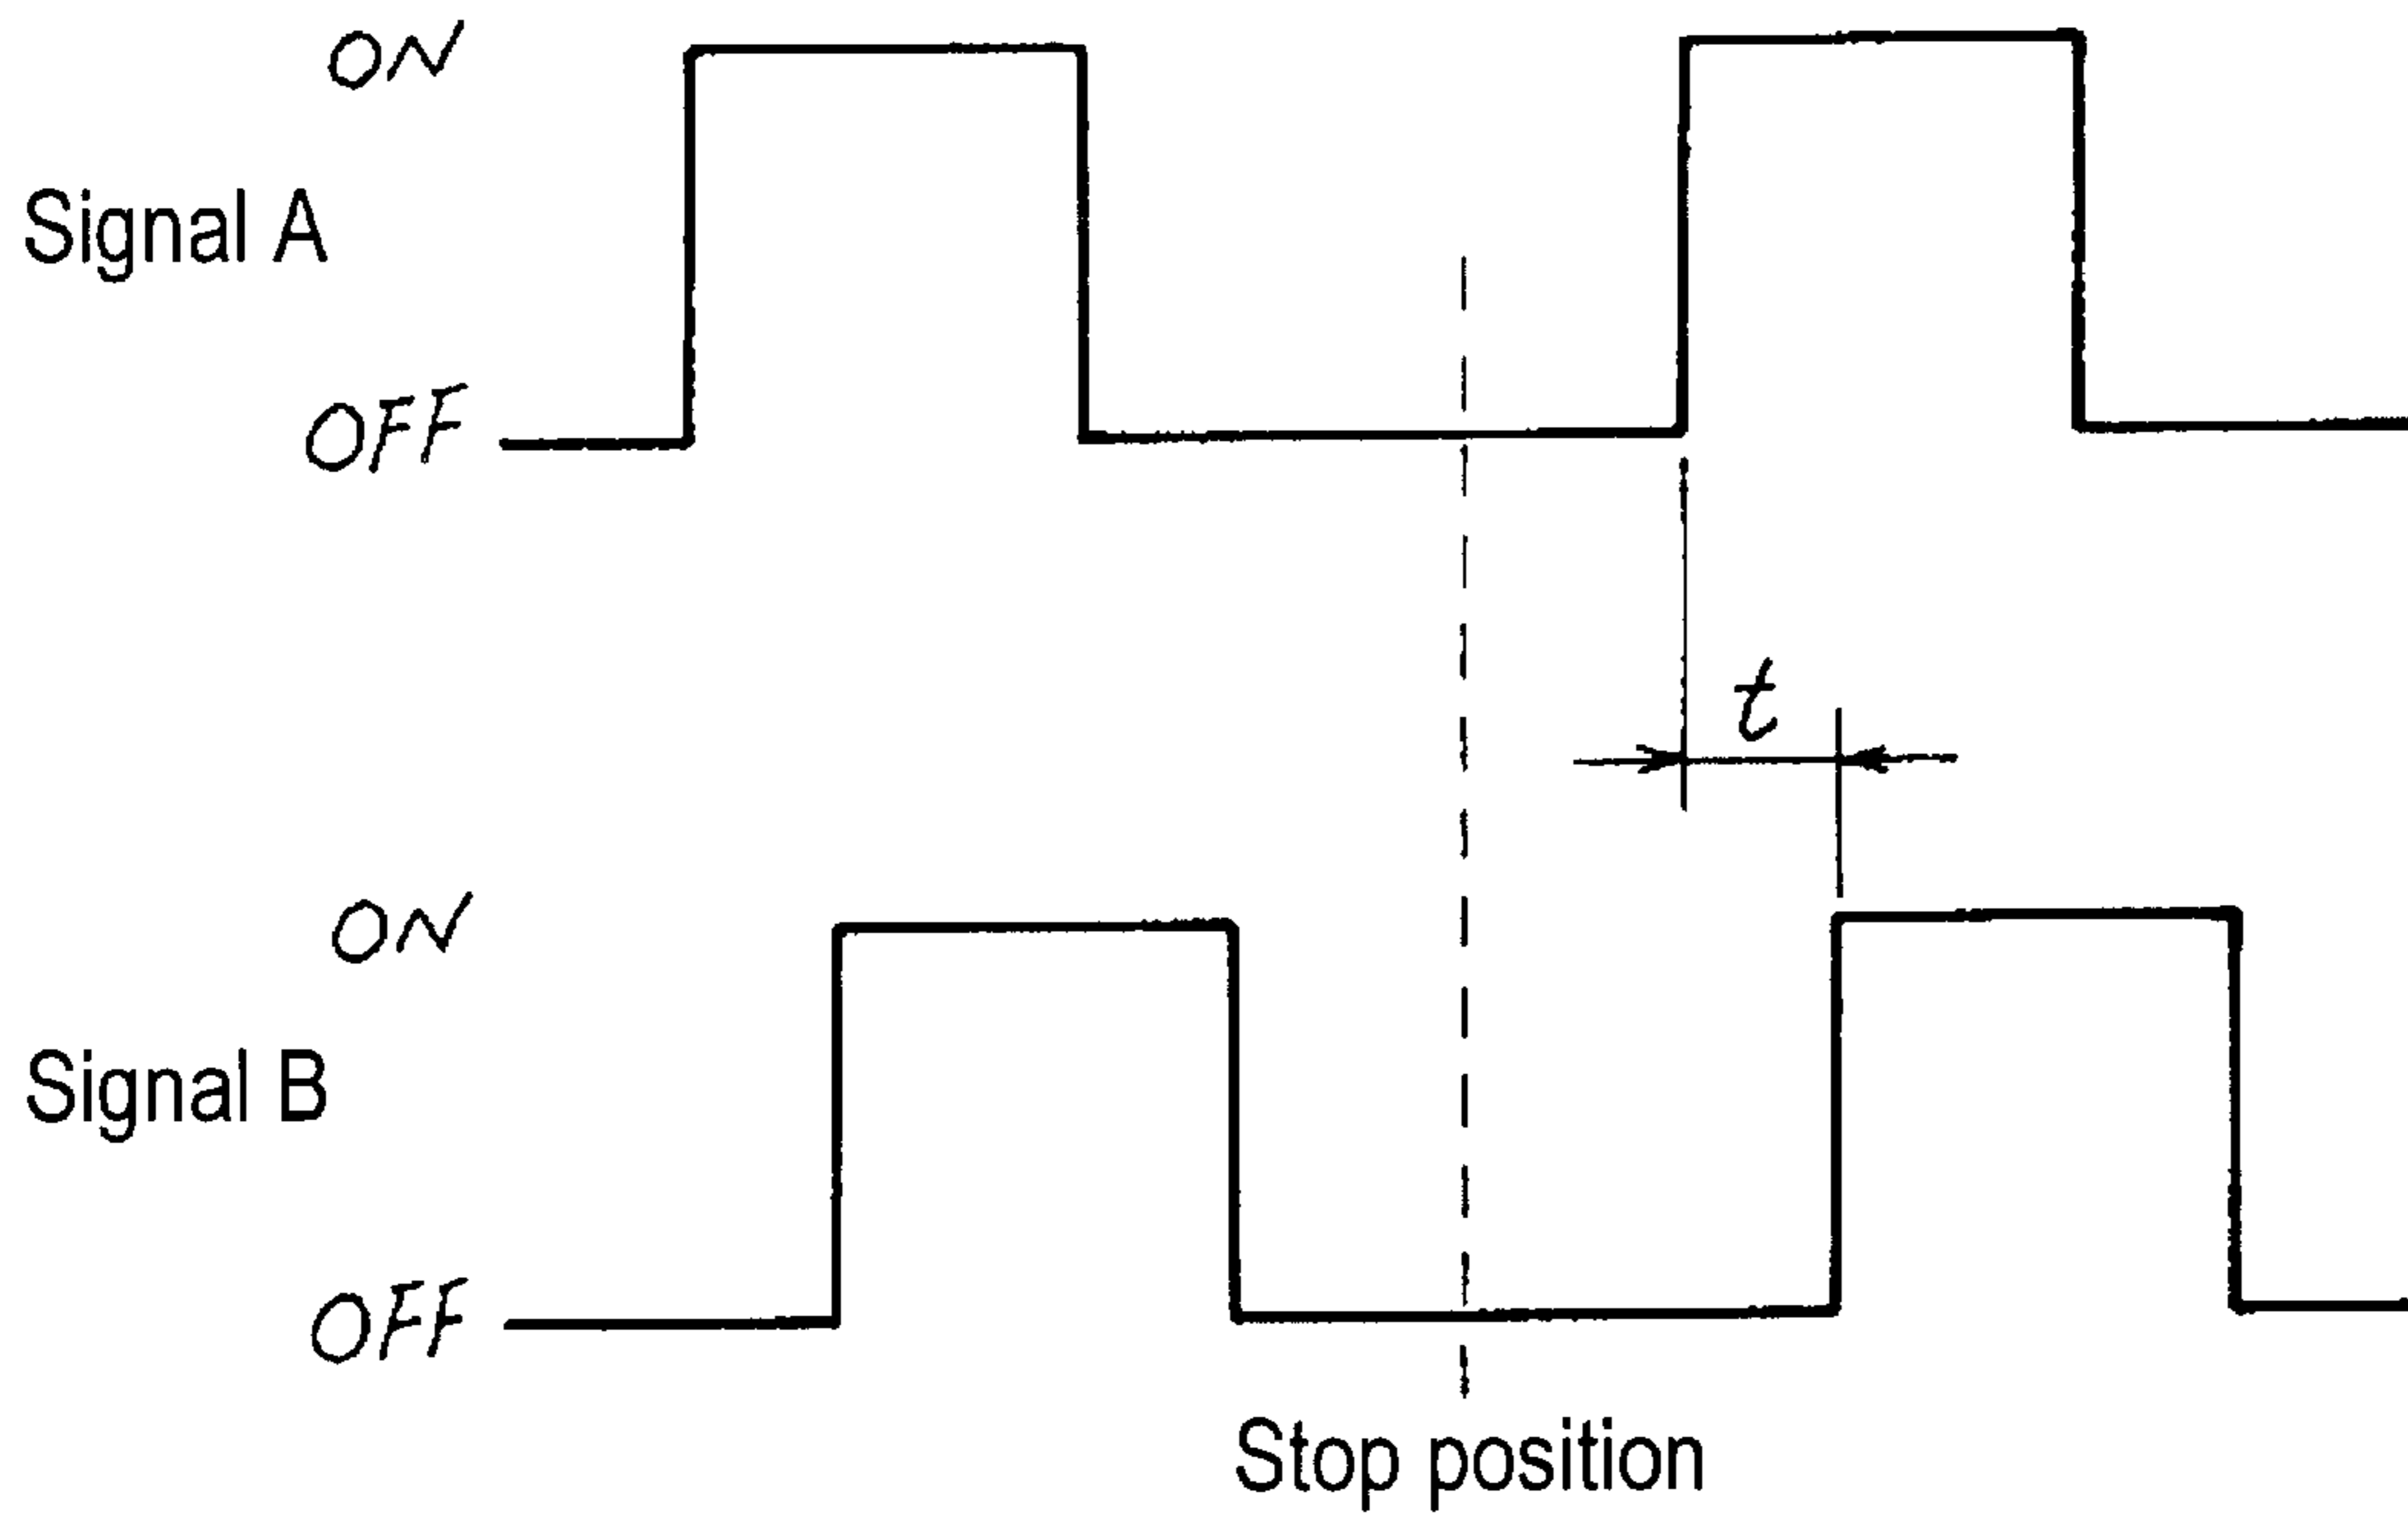 ON
Signal A
OFF
t
ON
Signal B
OFF
Stop position